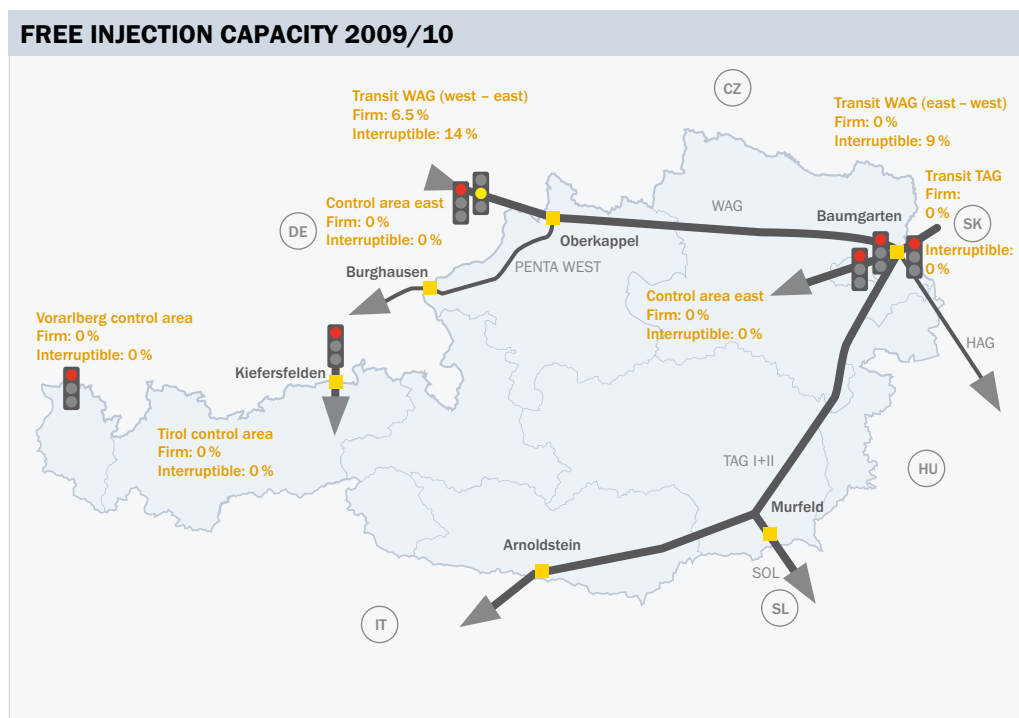 FREE INJECTION CAPACITY 2009/10
CZ
Transit WAG (west – east)
Firm: 6.5 %
Interruptible: 14 %
Transit WAG (east – west)
Firm: 0 %
Interruptible: 9 %
Transit TAG
Firm:
0 %
Interruptible:
0 %
SK
Control area east
Firm: 0 %
Interruptible: 0 %
DE
WAG
Baumgarten
Oberkappel
PENTA WEST
Burghausen
Control area east
Firm: 0 %
Interruptible: 0 %
Vorarlberg control area
Firm: 0 %
Interruptible: 0 %
HAG
Kiefersfelden
Tirol control area
Firm: 0 %
Interruptible: 0 %
TAG I+II
HU
Murfeld
Arnoldstein
SOL
SL
IT